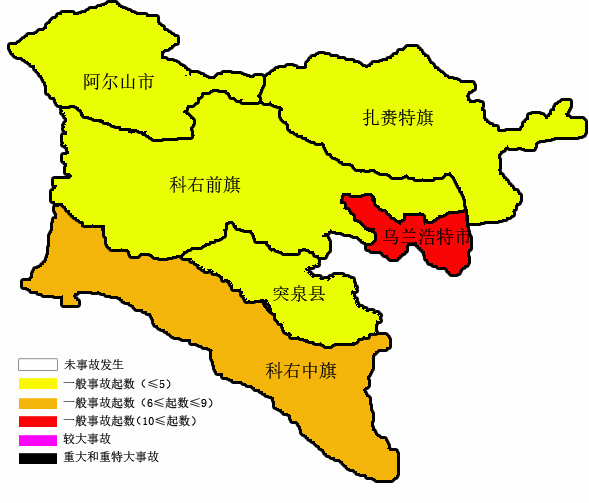 阿尔山市
扎赉特旗
科右前旗
乌兰浩特市
突泉县
科右中旗
未事故发生
一般事故起数（≤5）
一般事故起数（6≤起数≤9）
一般事故起数(10≤起数）
较大事故
重大和重特大事故